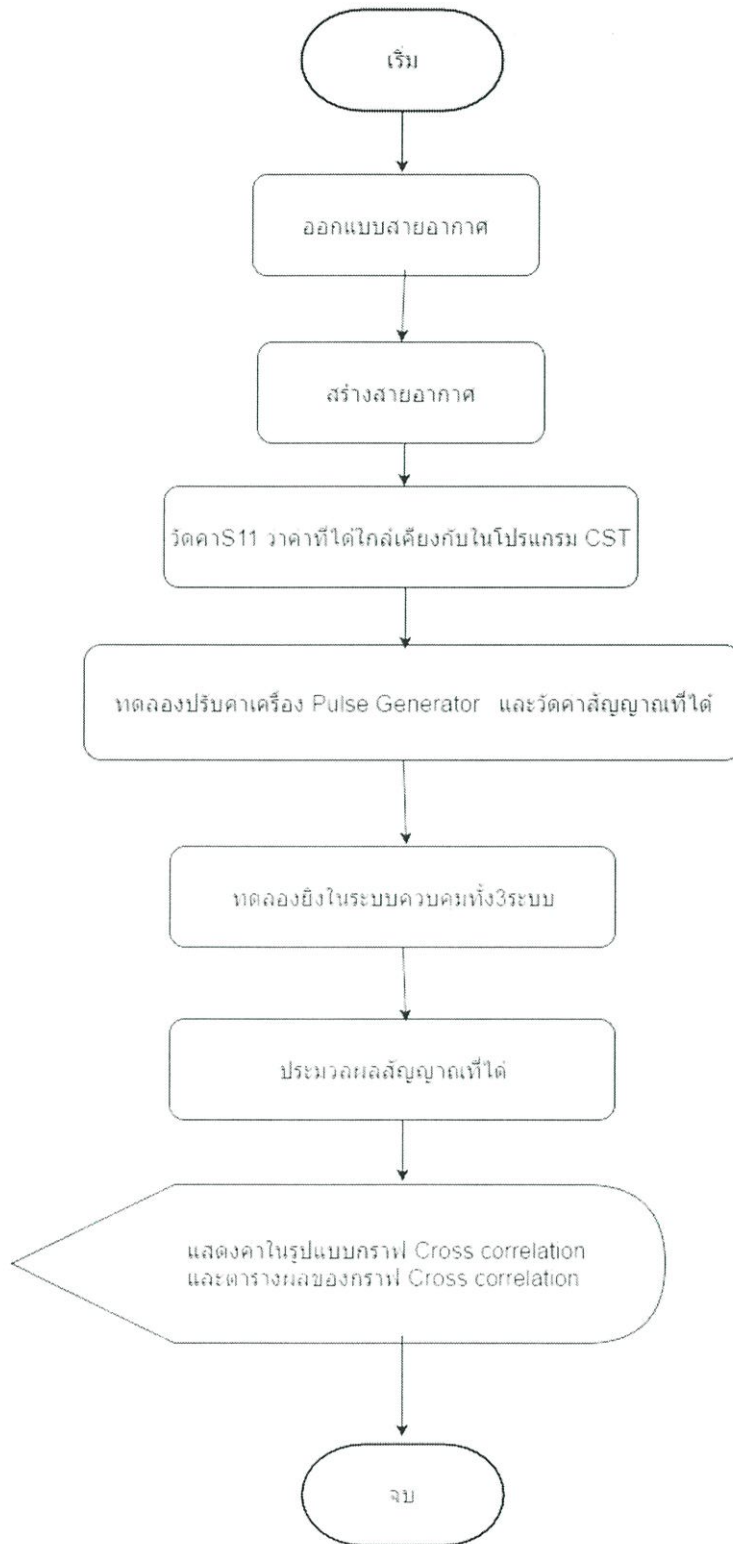 เริ่ม
ออกแบบสายอากาศ
สร้างสายอากาศ
วัดค่าS11 ว่าค่าที่ได้ใกล้เคียงกับในโปรแกรม CST
ทดลองปรับค่าเครื่อง Pulse Generator และวัดค่าสัญญาณที่ได้
ทดลองยิงในระบบควบคุมทั้ง3ระบบ
ประมวลผลสัญญาณที่ได้
แสดงค่าในรูปแบบกราฟ Cross correlation
และตารางผลของกราฟ Cross correlation
จบ